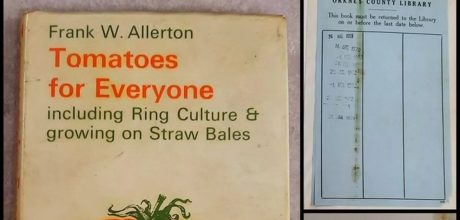 Frank W. Allerton
Tomatoes
for Everyone
including Ring Culture &
growing on Straw Bales
ORKNEY COUNTY LIBRARY
This book must be returned to the Library
on or before the last date below.